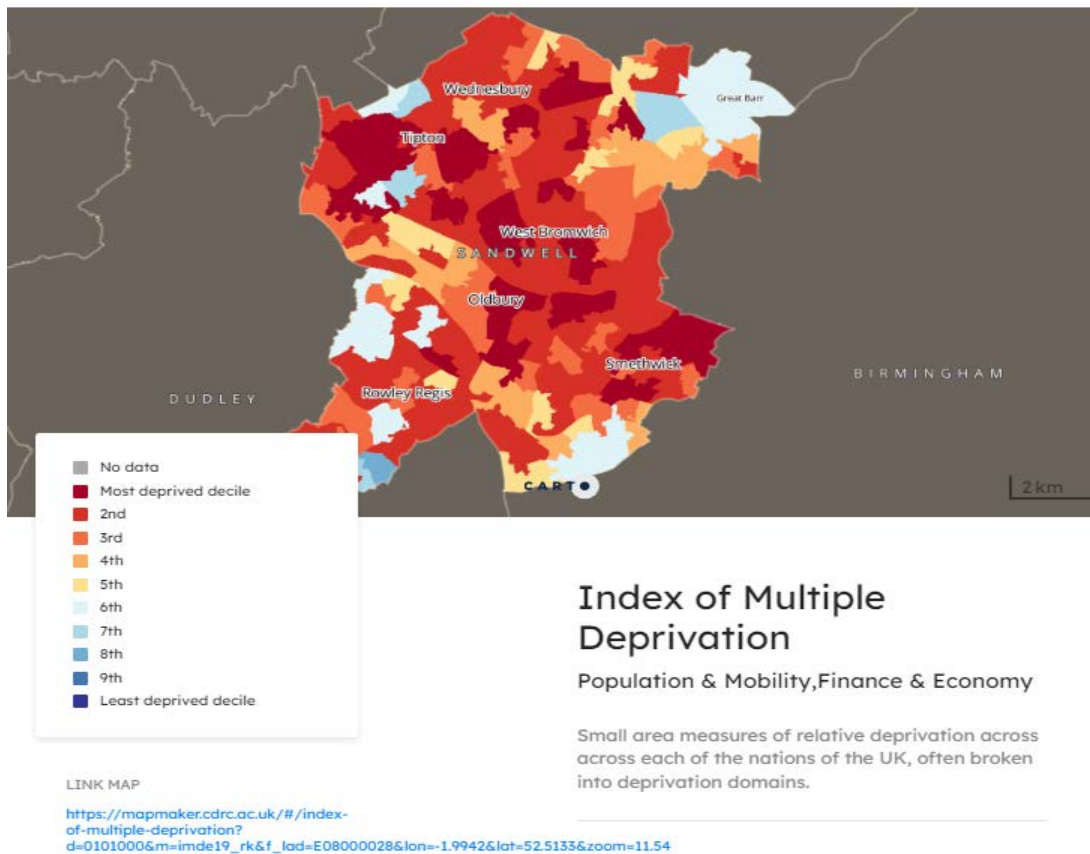 Wednesbury
Great Barr
Tipton
West Bromwich
SANDWELL
Oldbury
Smethwick
BIRMINGHAM
DUDLEY
Rowley Regis
CARTO
2 km
No data
Most deprived decile
2nd
3rd
4th
5th
6th
7th
8th
9th
Least deprived decile
Index of Multiple
Deprivation
Population & Mobility,Finance & Economy
Small area measures of relative deprivation across
across each of the nations of the UK, often broken
into deprivation domains.
LINK MAP
https://mapmaker.cdrc.ac.uk/#/index-
of-multiple-deprivation?
d=0101000&m=imde19_rk&f_lad=E08000028&lon=-1.9942&lat=52.5133&zoom=11.54